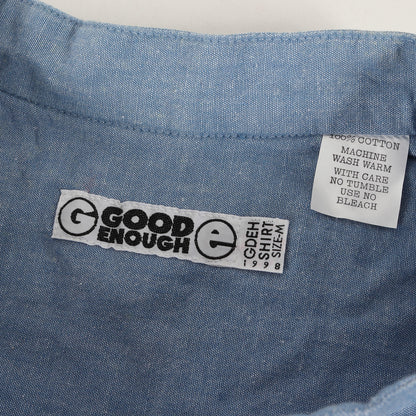 G GOOD ENOUGH e
GDEH
SHIRT
SIZE-M
1998
100% COTTON
MACHINE
WASH WARM
WITH CARE
NO TUMBLE
USE NO
BLEACH